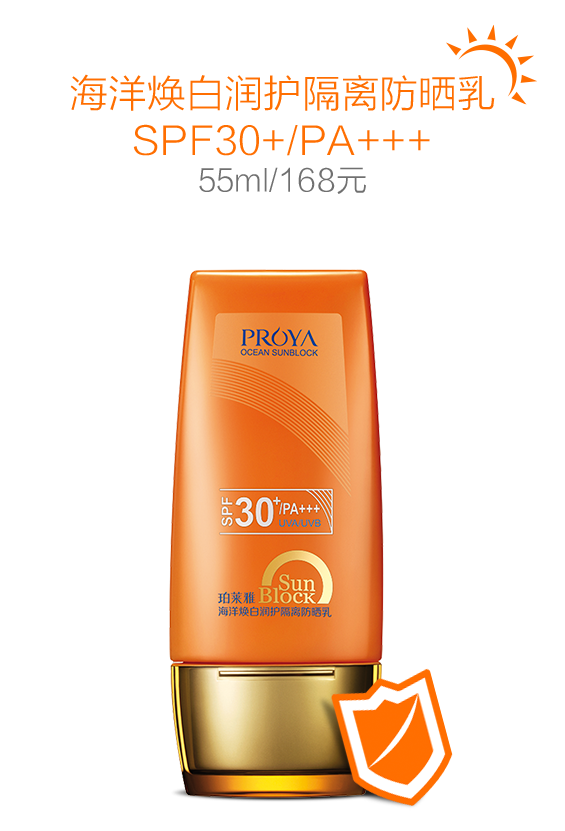 海洋焕白润护隔离防晒乳
SPF30+/PA+++
55ml/168元
PRÓYA
OCEAN SUNBLOCK
SPF 30+/PA+++
UVA/UVB
Sun
Block
珀莱雅
海洋焕白润护隔离防晒乳